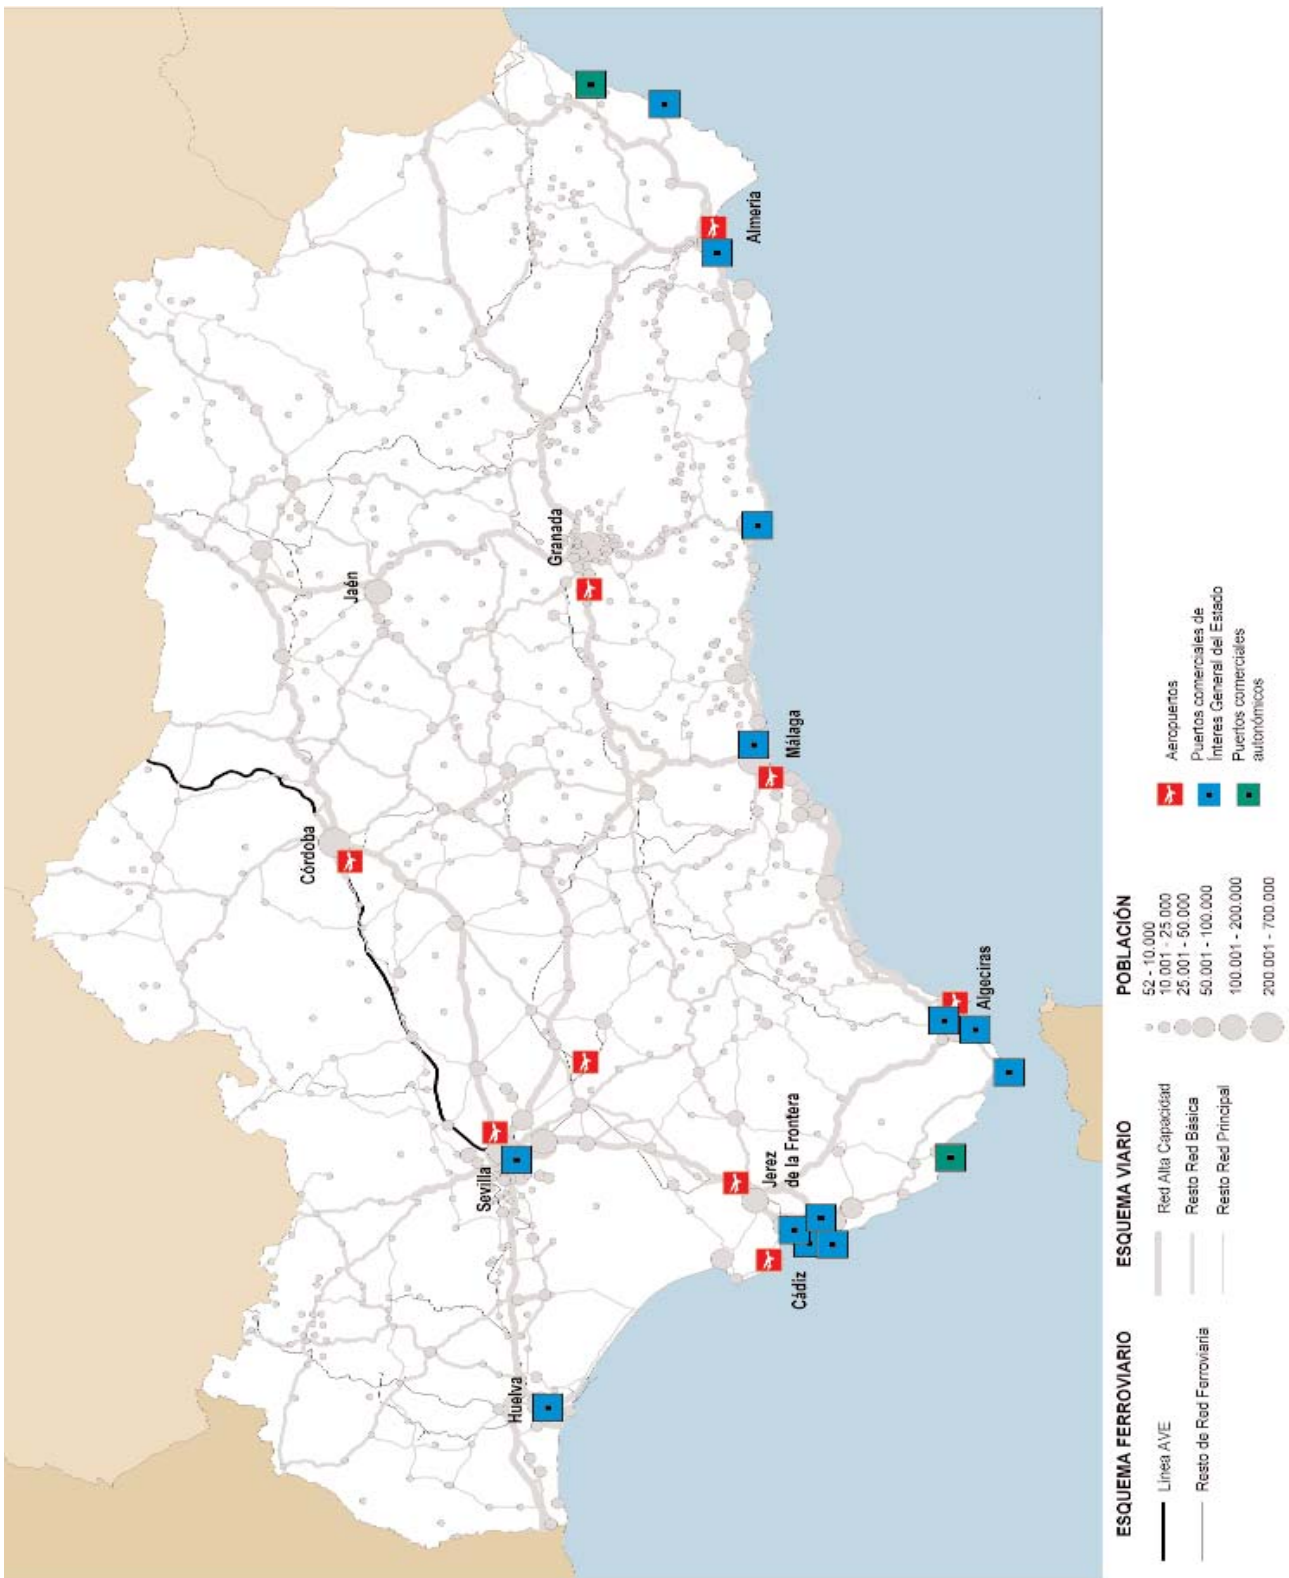 Córdoba
Jaén
Sevilla
Huelva
Granada
Almería
Málaga
Jerez
de la Frontera
Cádiz
Algeciras
ESQUEMA FERROVIARIO
Línea AVE
Resto de Red Ferroviaria
ESQUEMA VIARIO
Red Alta Capacidad
Resto Red Básica
Resto Red Principal
POBLACIÓN
52 - 10.000
10.001 - 25.000
25.001 - 50.000
50.001 - 100.000
100.001 - 200.000
200.001 - 700.000
Aeropuertos
Puertos comerciales de
Interes General del Estado
Puertos comerciales
autonómicos